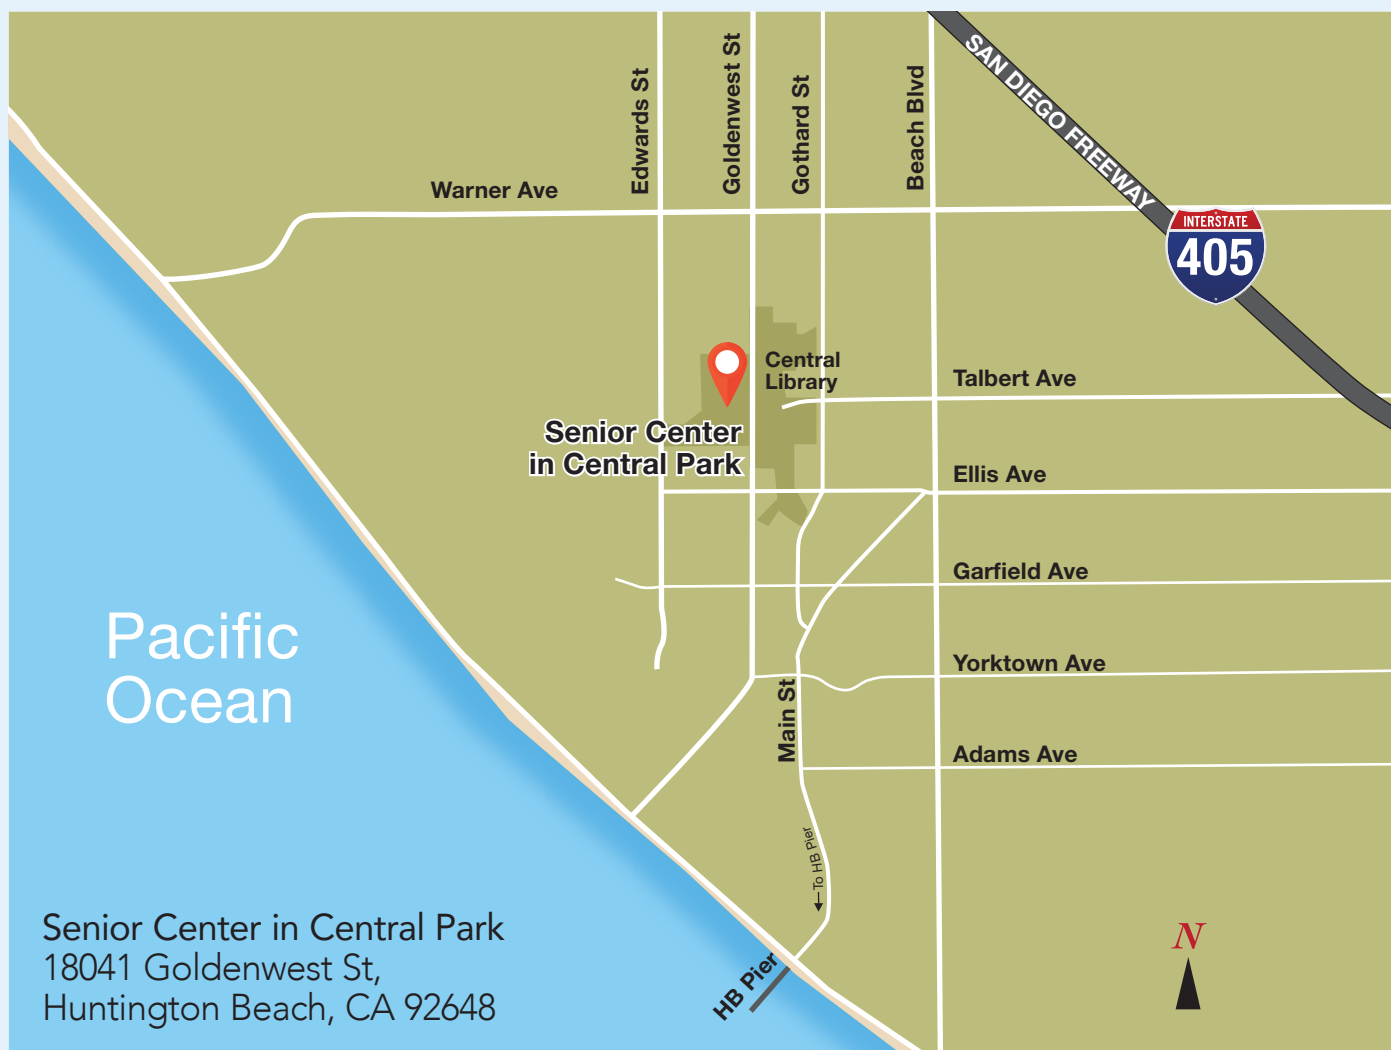 Edwards St
Goldenwest St
Gothard St
Beach Blvd
SAN DIEGO FREEWAY
Warner Ave
INTERSTATE
405
Central
Library
Talbert Ave
Senior Center
in Central Park
Ellis Ave
Garfield Ave
Pacific
Ocean
Yorktown Ave
Main St
Adams Ave
To HB Pier
Senior Center in Central Park
18041 Goldenwest St,
Huntington Beach, CA 92648
HB Pier
N